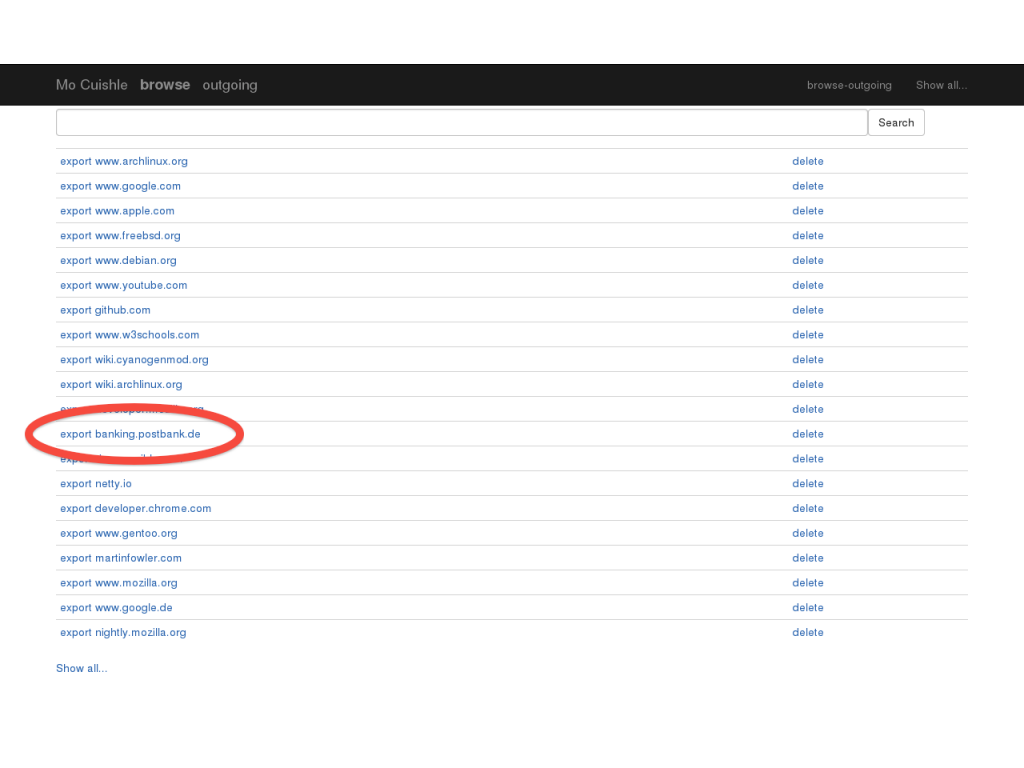 Mo Cuishle browse outgoing browse-outgoing Show all...
Search
export www.archlinux.org delete
export www.google.com delete
export www.apple.com delete
export www.freebsd.org delete
export www.debian.org delete
export www.youtube.com delete
export github.com delete
export www.w3schools.com delete
export wiki.cyanogenmod.org delete
export wiki.archlinux.org delete
delete
export banking.postbank.de delete
delete
export netty.io delete
export developer.chrome.com delete
export www.gentoo.org delete
export martinfowler.com delete
export www.mozilla.org delete
export www.google.de delete
export nightly.mozilla.org delete
Show all...